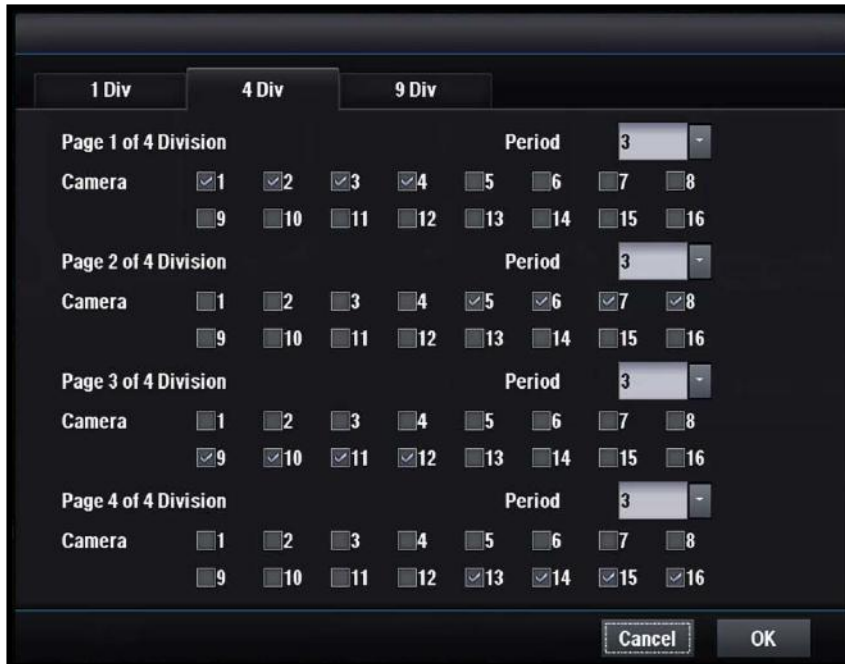 1 Div 4 Div 9 Div
Page 1 of 4 Division Period 3
Camera 1 2 3 4 5 6 7 8
9 10 11 12 13 14 15 16
Page 2 of 4 Division Period 3
Camera 1 2 3 4 5 6 7 8
9 10 11 12 13 14 15 16
Page 3 of 4 Division Period 3
Camera 1 2 3 4 5 6 7 8
9 10 11 12 13 14 15 16
Page 4 of 4 Division Period 3
Camera 1 2 3 4 5 6 7 8
9 10 11 12 13 14 15 16
Cancel OK